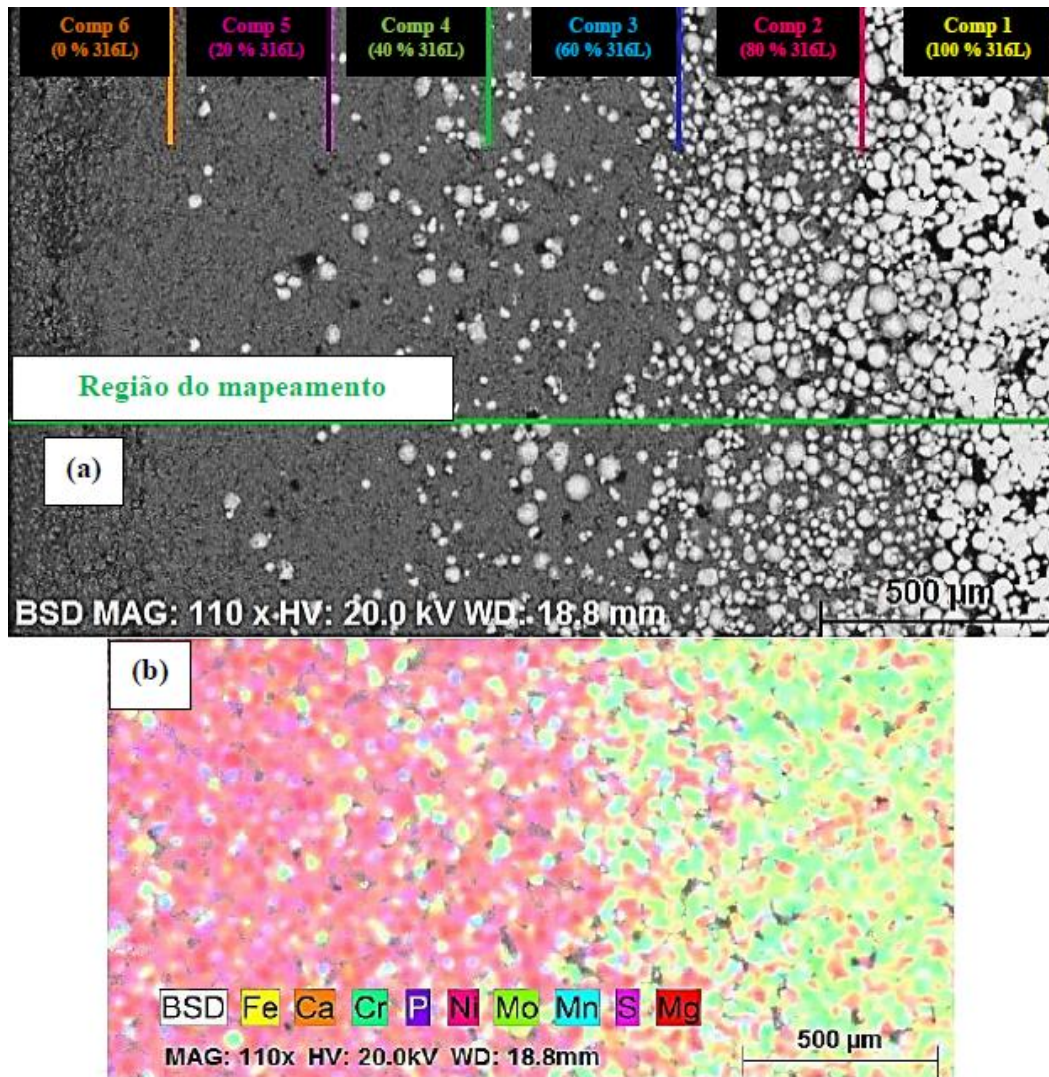 Comp 6 Comp 5 Comp 4 Comp 3 Comp 2 Comp 1
(0 % 316L) (20 % 316L) (40 % 316L) (60 % 316L) (80 % 316L) (100 % 316L)
Região do mapeamento
(a)
500 µm
BSD MAG: 110 x HV: 20.0 kV WD: 18.8 mm
(b)
BSD Fe Ca Cr P Ni Mo Mn S Mg
MAG: 110x HV: 20.0kV WD: 18.8mm
500 µm